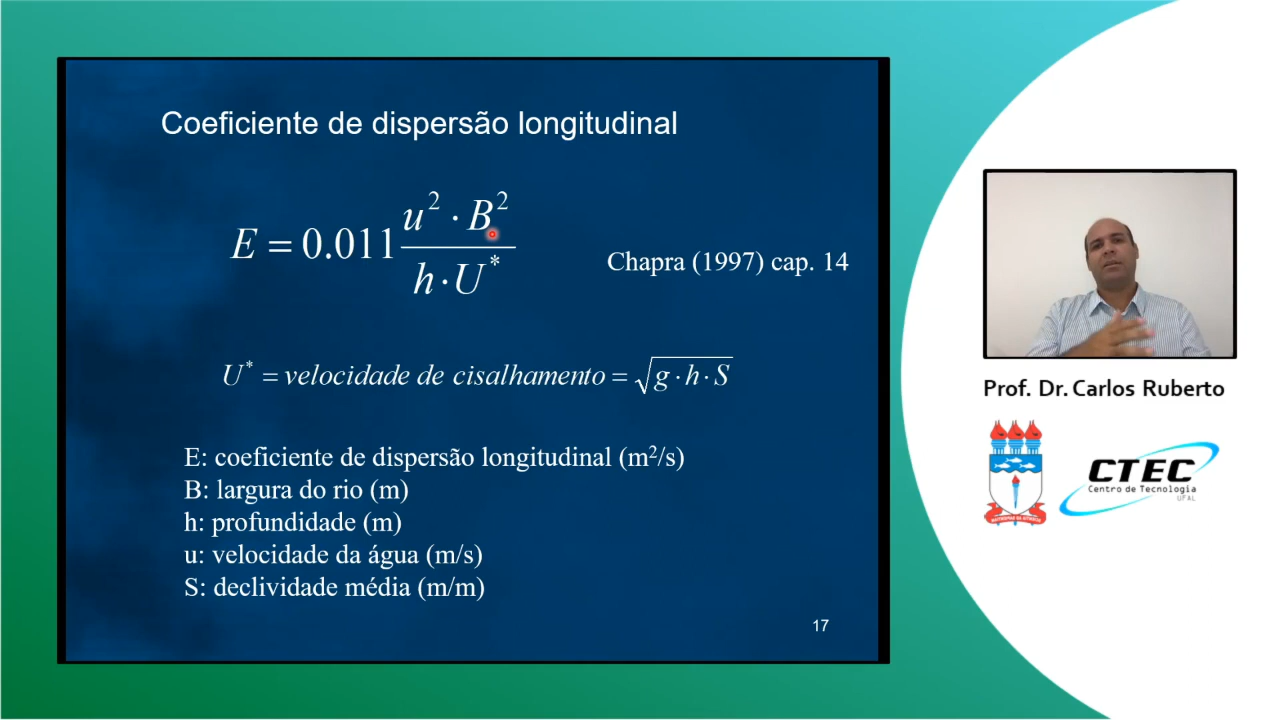 Coeficiente de dispersão longitudinal
E = 0.011 u² · B² / h · U*
Chapra (1997) cap. 14
U* = velocidade de cisalhamento = √g · h · S
E: coeficiente de dispersão longitudinal (m²/s)
B: largura do rio (m)
h: profundidade (m)
u: velocidade da água (m/s)
S: declividade média (m/m)
17
Prof. Dr. Carlos Ruberto
CTEC
Centro de Tecnologia
UFAL